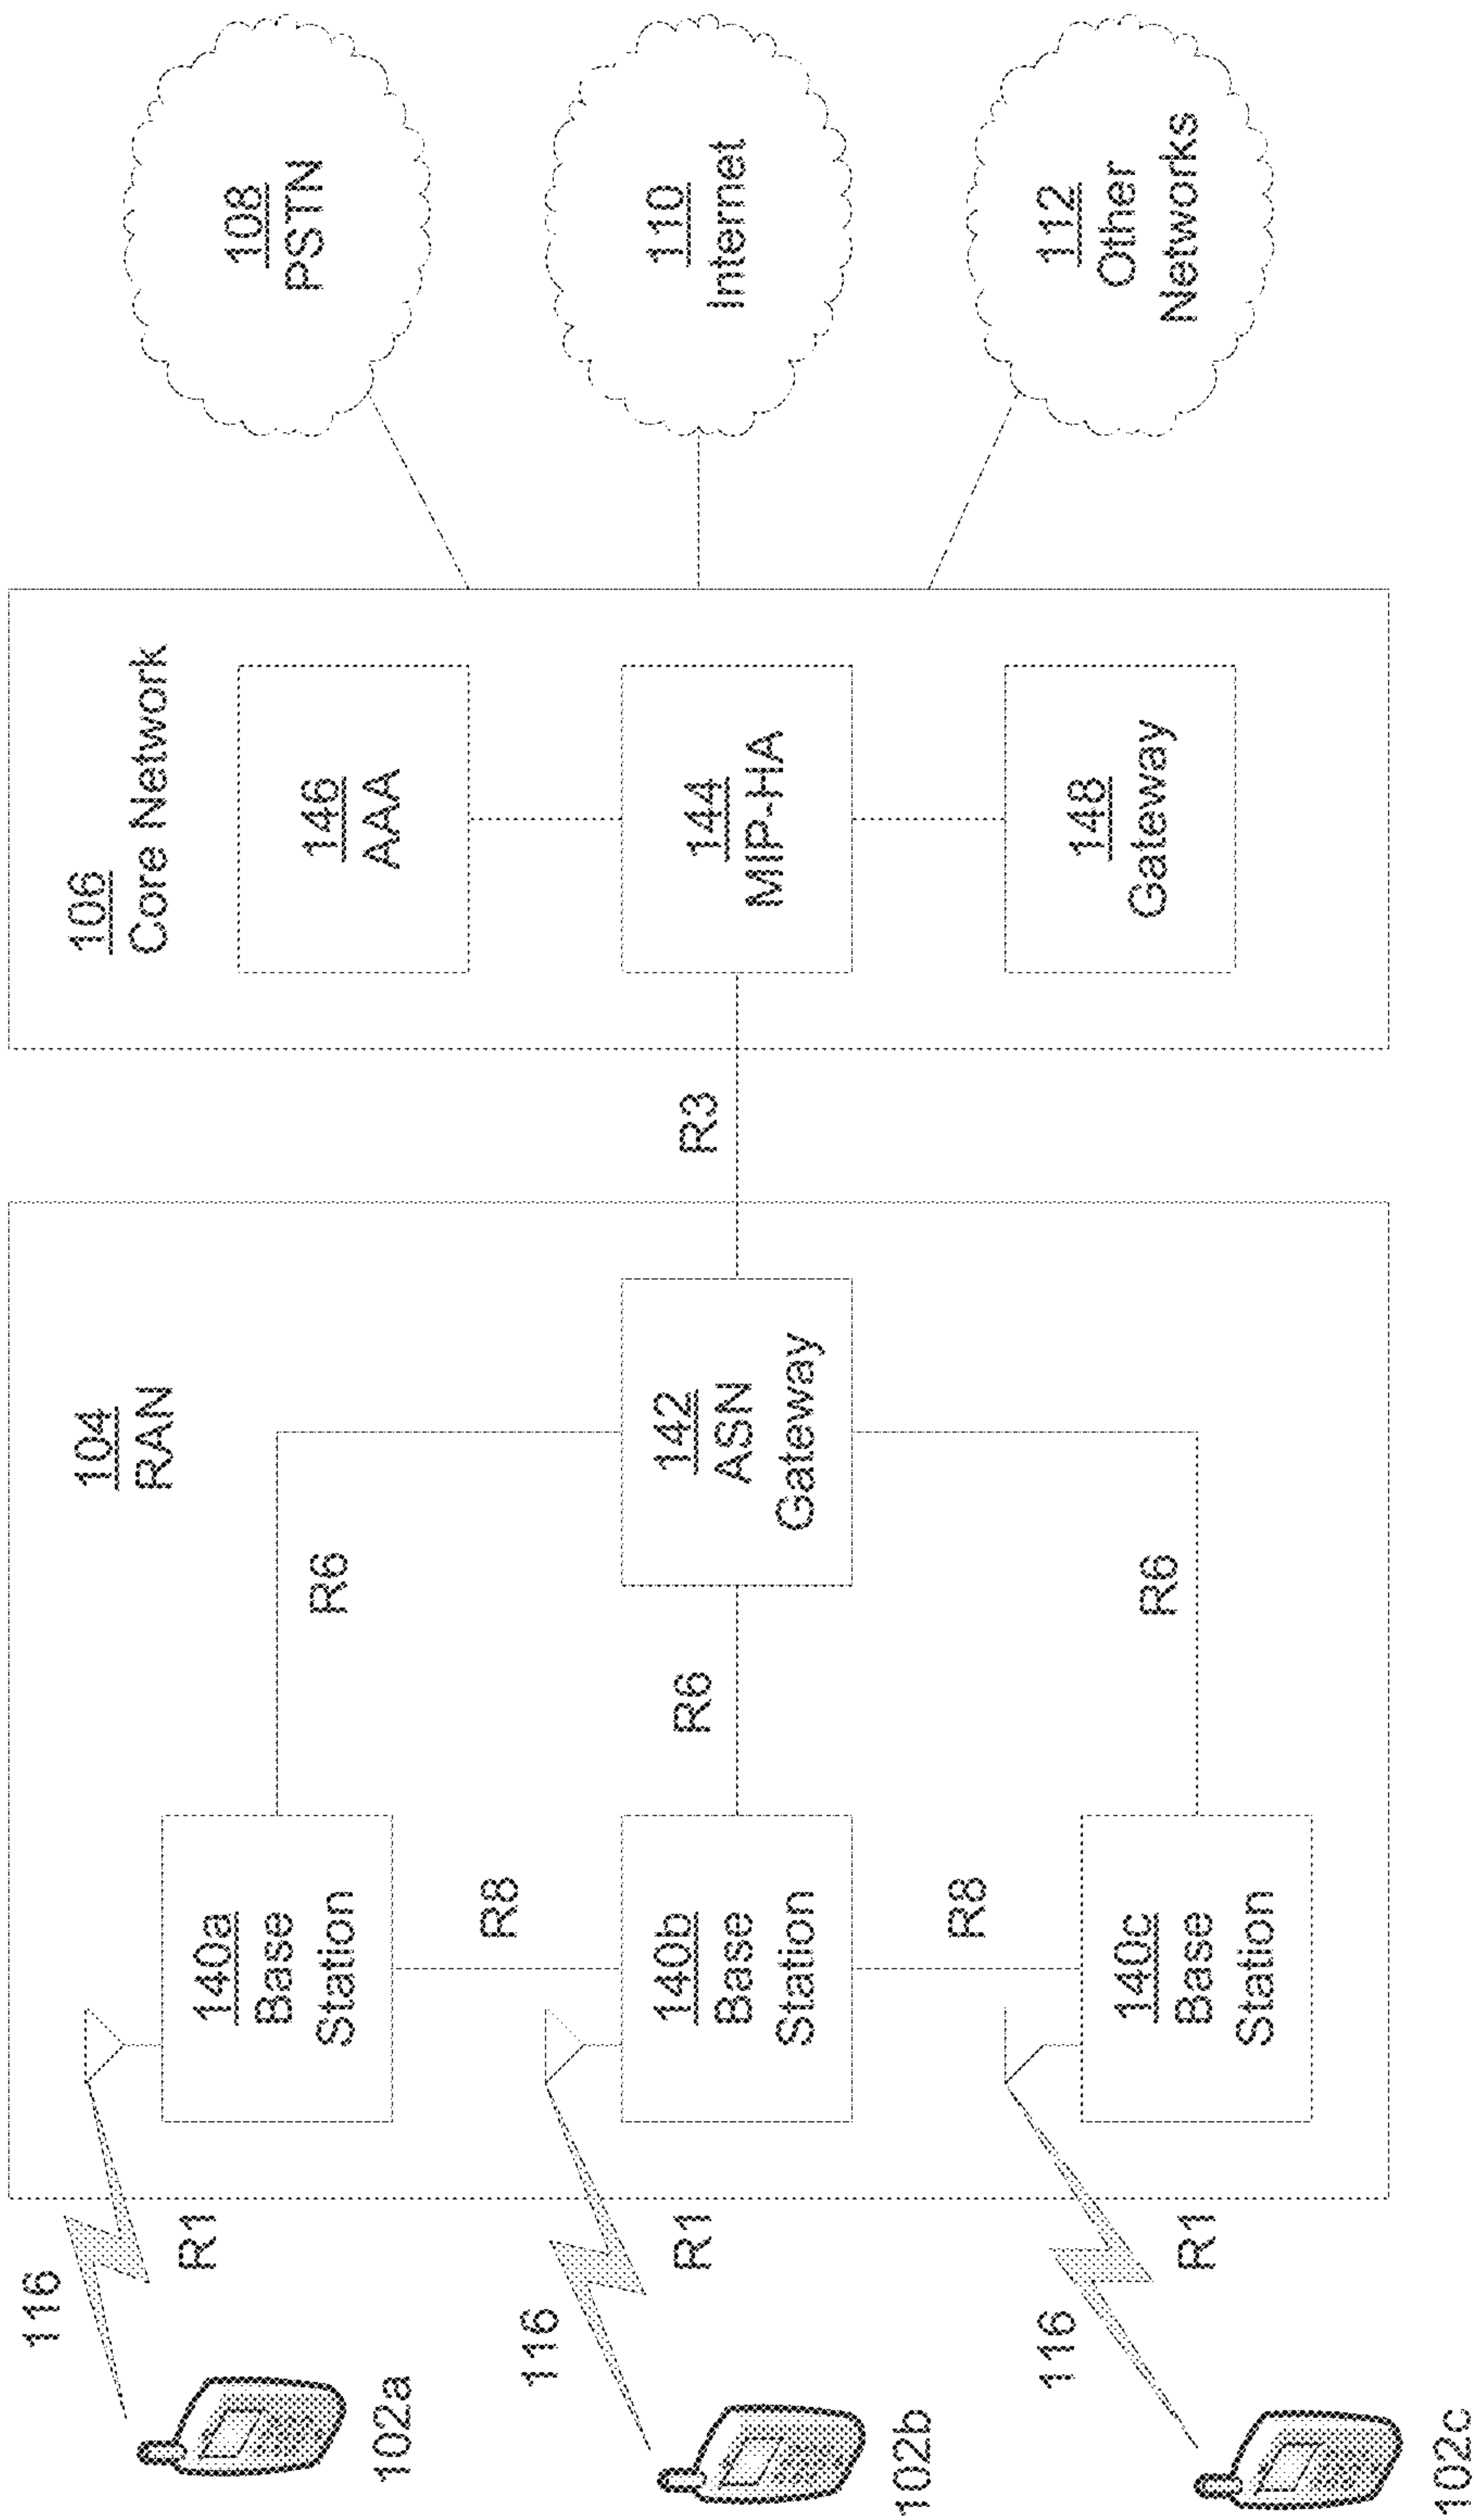 116
R1
102a
116
R1
102b
116
R1
102c
104
RAN
140a
Base
Station
R8
140b
Base
Station
R8
140c
Base
Station
R6
R6
R6
142
ASN
Gateway
R3
106
Core Network
146
AAA
144
MIP-HA
148
Gateway
108
PSTN
110
Internet
112
Other
Networks